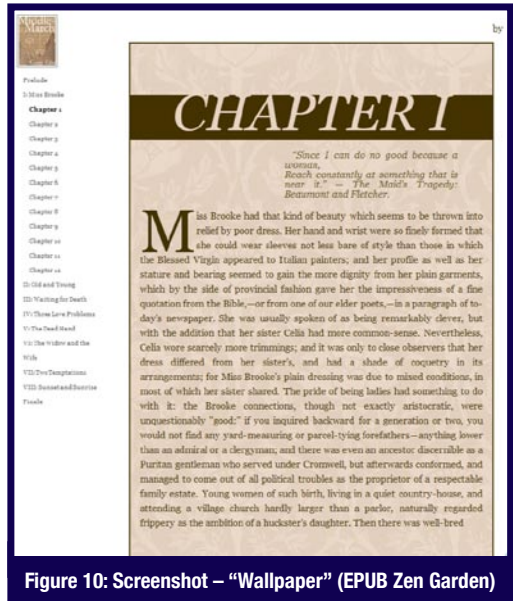 Middle
March
by
Prelude
I: Miss Brooke
Chapter 1
Chapter 2
Chapter 3
Chapter 4
Chapter 5
Chapter 6
Chapter 7
Chapter 8
Chapter 9
Chapter 10
Chapter 11
Chapter 12
II: Old and Young
III: Waiting for Death
IV: Three Love Problems
V: The Dead Hand
VI: The Widow and the
Wife
VII: Two Temptations
VIII: Sunset and Sunrise
Finale
CHAPTER I
"Since I can do no good because a
woman,
Reach constantly at something that is
near it." — The Maid's Tragedy:
Beaumont and Fletcher.
Miss Brooke had that kind of beauty which seems to be thrown into
relief by poor dress. Her hand and wrist were so finely formed that
she could wear sleeves not less bare of style than those in which
the Blessed Virgin appeared to Italian painters; and her profile as well as her
stature and bearing seemed to gain the more dignity from her plain garments,
which by the side of provincial fashion gave her the impressiveness of a fine
quotation from the Bible,—or from one of our elder poets,—in a paragraph of to-
day's newspaper. She was usually spoken of as being remarkably clever, but
with the addition that her sister Celia had more common-sense. Nevertheless,
Celia wore scarcely more trimmings; and it was only to close observers that her
dress differed from her sister's, and had a shade of coquetry in its
arrangements; for Miss Brooke's plain dressing was due to mixed conditions, in
most of which her sister shared. The pride of being ladies had something to do
with it: the Brooke connections, though not exactly aristocratic, were
unquestionably "good:" if you inquired backward for a generation or two, you
would not find any yard-measuring or parcel-tying forefathers—anything lower
than an admiral or a clergyman; and there was even an ancestor discernible as a
Puritan gentleman who served under Cromwell, but afterwards conformed, and
managed to come out of all political troubles as the proprietor of a respectable
family estate. Young women of such birth, living in a quiet country-house, and
attending a village church hardly larger than a parlor, naturally regarded
frippery as the ambition of a huckster's daughter. Then there was well-bred
Figure 10: Screenshot – “Wallpaper” (EPUB Zen Garden)